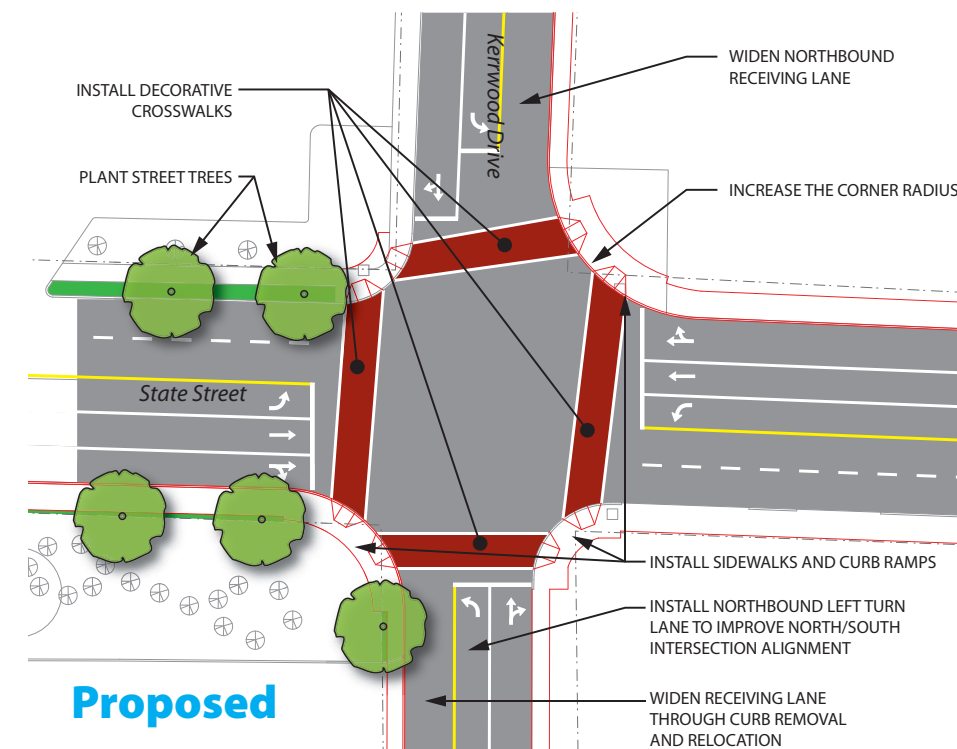 WIDEN NORTHBOUND
RECEIVING LANE
Kerrwood Drive
INSTALL DECORATIVE
CROSSWALKS
PLANT STREET TREES
INCREASE THE CORNER RADIUS
State Street
INSTALL SIDEWALKS AND CURB RAMPS
INSTALL NORTHBOUND LEFT TURN
LANE TO IMPROVE NORTH/SOUTH
INTERSECTION ALIGNMENT
Proposed
WIDEN RECEIVING LANE
THROUGH CURB REMOVAL
AND RELOCATION